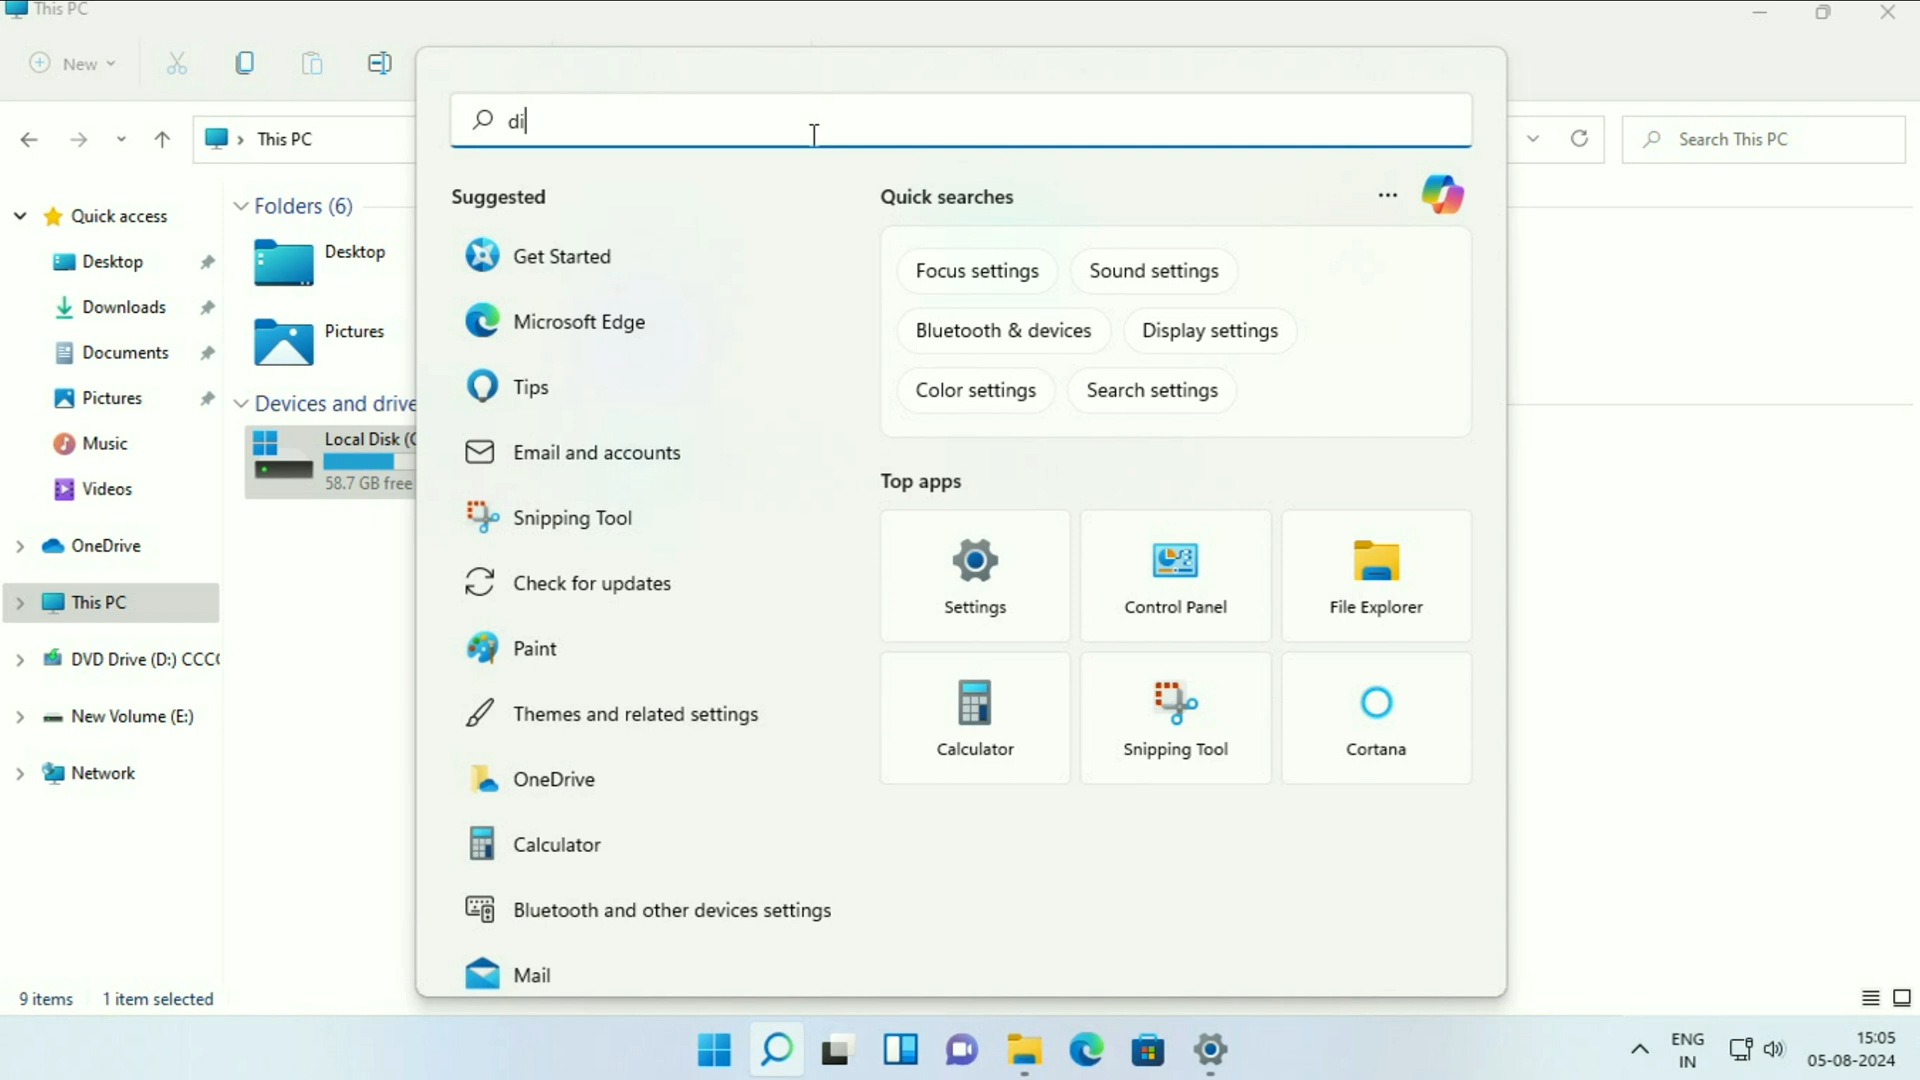 This PC
New
di
This PC
Search This PC
Quick access
Desktop
Downloads
Documents
Pictures
Music
Videos
OneDrive
This PC
DVD Drive (D:) CCC
New Volume (E:)
Network
Folders (6)
Desktop
Pictures
Devices and drive
Local Disk (C
58.7 GB free
Suggested
Get Started
Microsoft Edge
Tips
Email and accounts
Snipping Tool
Check for updates
Paint
Themes and related settings
OneDrive
Calculator
Bluetooth and other devices settings
Mail
Quick searches
Focus settings
Sound settings
Bluetooth & devices
Display settings
Color settings
Search settings
Top apps
Settings
Control Panel
File Explorer
Calculator
Snipping Tool
Cortana
9 items 1 item selected
ENG
IN
15:05
05-08-2024